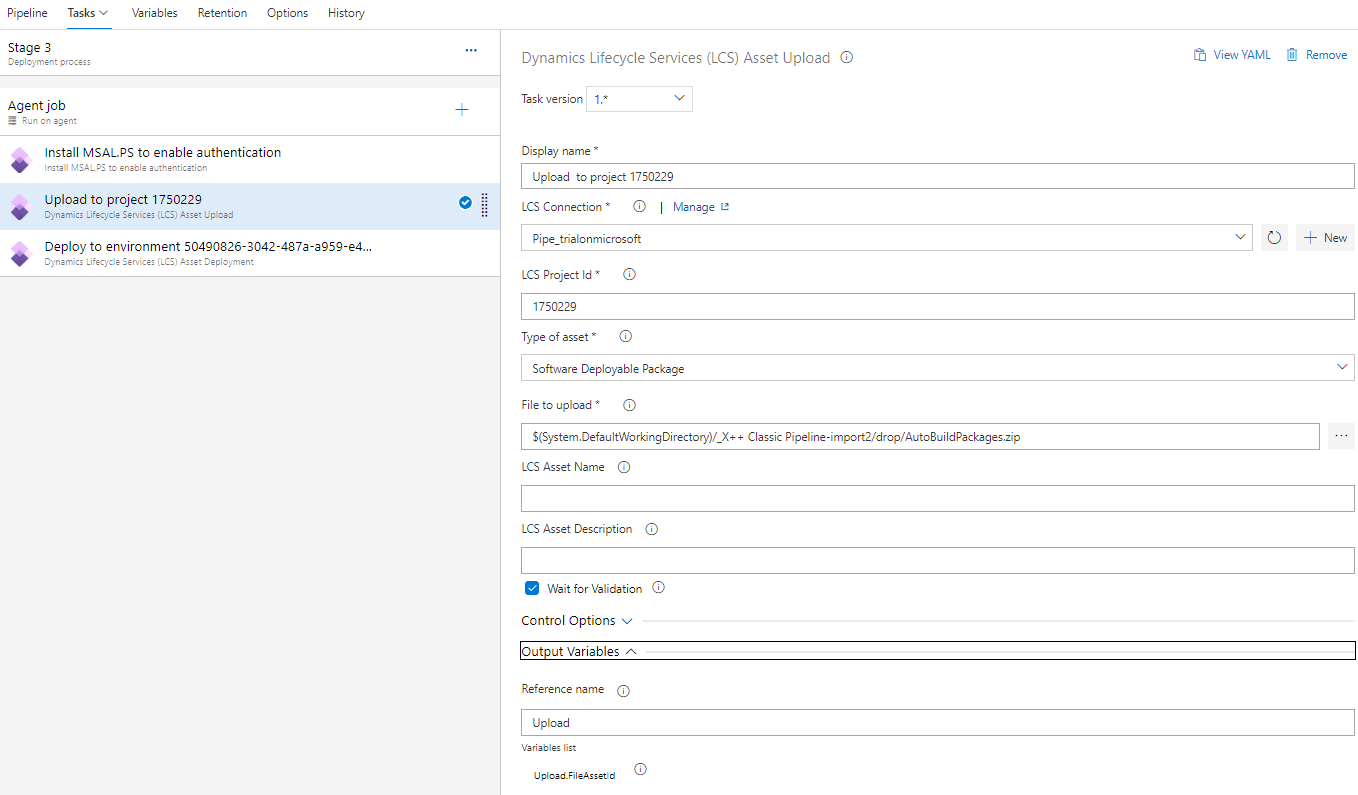 Pipeline Tasks Variables Retention Options History
Stage 3
Deployment process
Agent job
Run on agent
Install MSAL.PS to enable authentication
Install MSAL.PS to enable authentication
Upload to project 1750229
Dynamics Lifecycle Services (LCS) Asset Upload
Deploy to environment 50490826-3042-487a-a959-e4...
Dynamics Lifecycle Services (LCS) Asset Deployment
Dynamics Lifecycle Services (LCS) Asset Upload
View YAML Remove
Task version 1.*
Display name *
Upload  to project 1750229
LCS Connection * | Manage
Pipe_trialonmicrosoft
New
LCS Project Id *
1750229
Type of asset *
Software Deployable Package
File to upload *
$(System.DefaultWorkingDirectory)/_X++ Classic Pipeline-import2/drop/AutoBuildPackages.zip
LCS Asset Name
LCS Asset Description
Wait for Validation
Control Options
Output Variables
Reference name
Upload
Variables list
Upload.FileAssetId